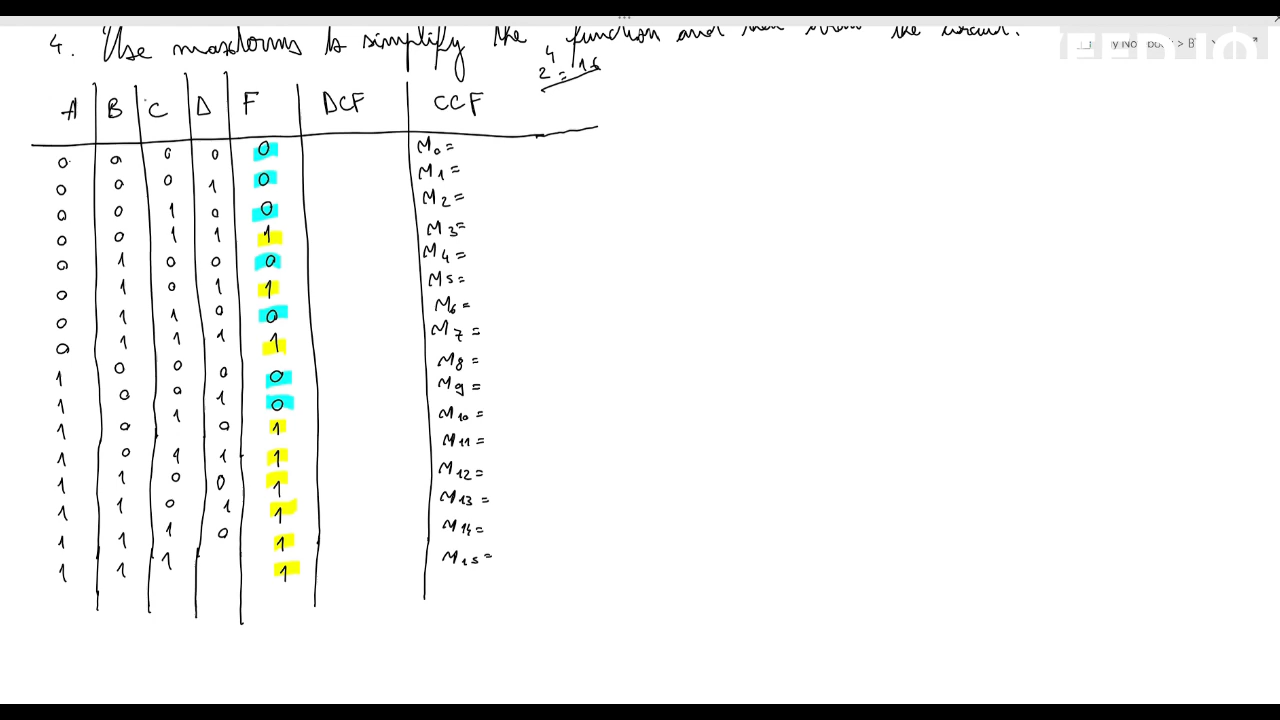 4. Use maxterms to simplify the function and then draw the circuit.
2^4 = 16
A B C D F DCF CCF
0 0 0 0 0 M0 =
0 0 0 1 0 M1 =
0 0 1 0 0 M2 =
0 0 1 1 1 M3 =
0 1 0 0 0 M4 =
0 1 0 1 1 M5 =
0 1 1 0 0 M6 =
0 1 1 1 1 M7 =
1 0 0 0 0 M8 =
1 0 0 1 0 M9 =
1 0 1 0 1 M10 =
1 0 1 1 1 M11 =
1 1 0 0 1 M12 =
1 1 0 1 1 M13 =
1 1 1 0 1 M14 =
1 1 1 1 M15 =